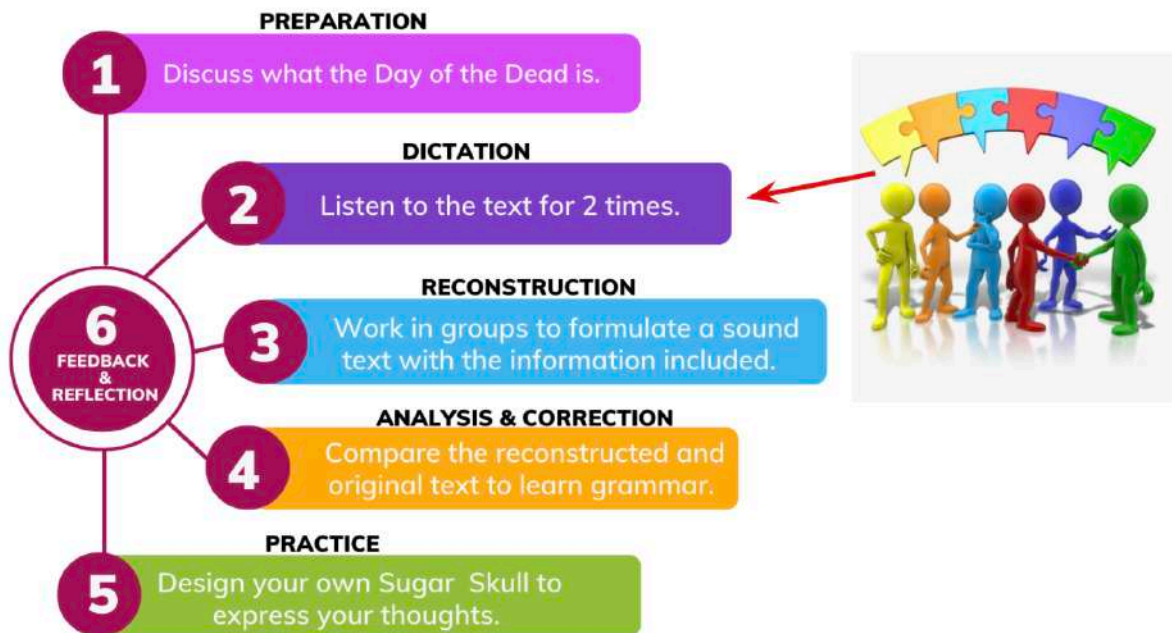 PREPARATION
1
Discuss what the Day of the Dead is.
DICTATION
2
Listen to the text for 2 times.
RECONSTRUCTION
3
Work in groups to formulate a sound
text with the information included.
6
FEEDBACK
&
REFLECTION
ANALYSIS & CORRECTION
4
Compare the reconstructed and
original text to learn grammar.
PRACTICE
5
Design your own Sugar Skull to
express your thoughts.